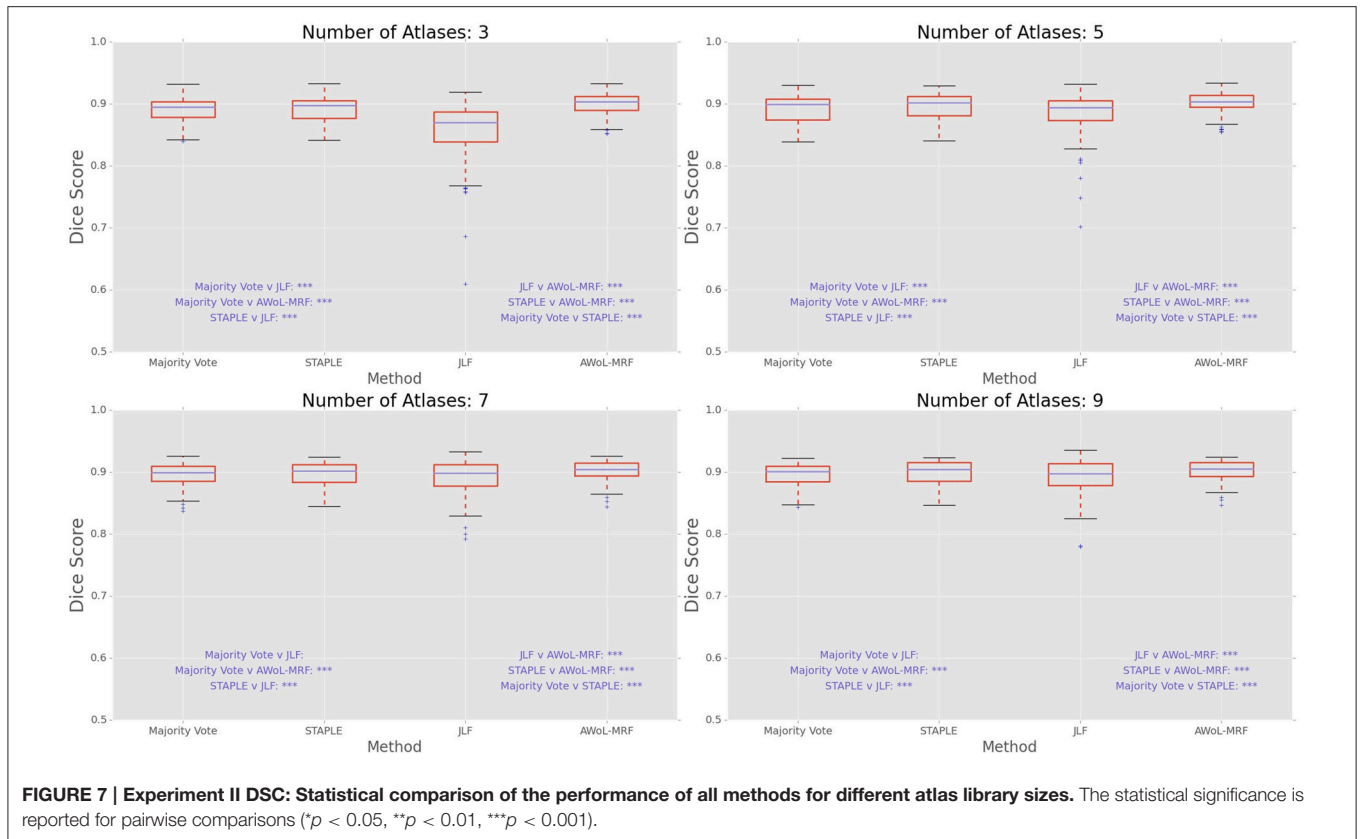 Number of Atlases: 3
1.0
0.9
0.8
0.7
0.6
0.5
Dice Score
Majority Vote v JLF: ***
Majority Vote v AWoL-MRF: ***
STAPLE v JLF: ***
JLF v AWoL-MRF: ***
STAPLE v AWoL-MRF: ***
Majority Vote v STAPLE: ***
Majority Vote
STAPLE
JLF
AWoL-MRF
Method
Number of Atlases: 5
1.0
0.9
0.8
0.7
0.6
0.5
Dice Score
Majority Vote v JLF: ***
Majority Vote v AWoL-MRF: ***
STAPLE v JLF: ***
JLF v AWoL-MRF: ***
STAPLE v AWoL-MRF: ***
Majority Vote v STAPLE: ***
Majority Vote
STAPLE
JLF
AWoL-MRF
Method
Number of Atlases: 7
1.0
0.9
0.8
0.7
0.6
0.5
Dice Score
Majority Vote v JLF:
Majority Vote v AWoL-MRF: ***
STAPLE v JLF: ***
JLF v AWoL-MRF: ***
STAPLE v AWoL-MRF: ***
Majority Vote v STAPLE: ***
Majority Vote
STAPLE
JLF
AWoL-MRF
Method
Number of Atlases: 9
1.0
0.9
0.8
0.7
0.6
0.5
Dice Score
Majority Vote v JLF:
Majority Vote v AWoL-MRF: ***
STAPLE v JLF: ***
JLF v AWoL-MRF: ***
STAPLE v AWoL-MRF: ***
Majority Vote v STAPLE: ***
Majority Vote
STAPLE
JLF
AWoL-MRF
Method
FIGURE 7 | Experiment II DSC: Statistical comparison of the performance of all methods for different atlas library sizes. The statistical significance is
reported for pairwise comparisons (*p < 0.05, **p < 0.01, ***p < 0.001).